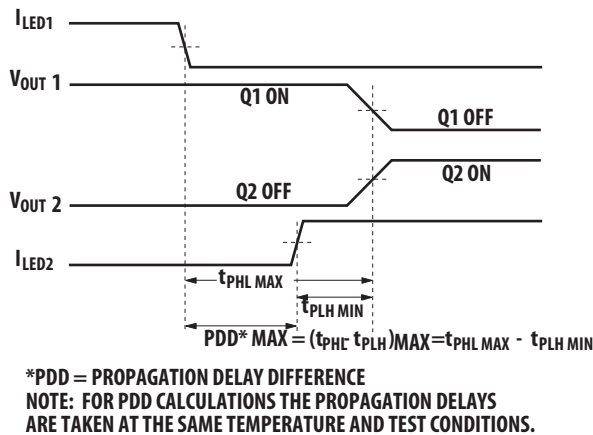 ILED1
VOUT 1
Q1 ON
Q1 OFF
Q2 ON
Q2 OFF
VOUT 2
ILED2
tPHL MAX
tPLH MIN
PDD* MAX = (tPHL- tPLH)MAX=tPHL MAX - tPLH MIN
*PDD = PROPAGATION DELAY DIFFERENCE
NOTE: FOR PDD CALCULATIONS THE PROPAGATION DELAYS
ARE TAKEN AT THE SAME TEMPERATURE AND TEST CONDITIONS.